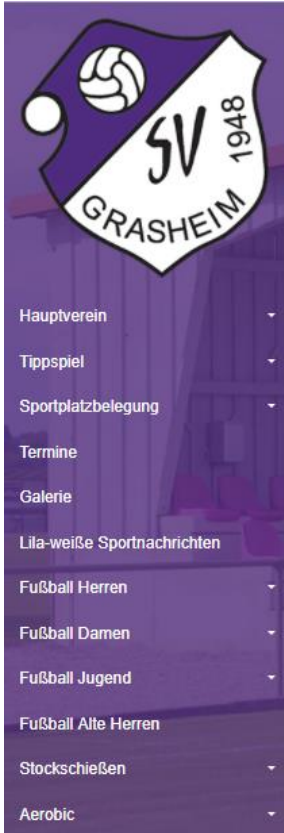 SV
1948
GRASHEIM
Hauptverein
Tippspiel
Sportplatzbelegung
Termine
Galerie
Lila-weiße Sportnachrichten
Fußball Herren
Fußball Damen
Fußball Jugend
Fußball Alte Herren
Stockschießen
Aerobic